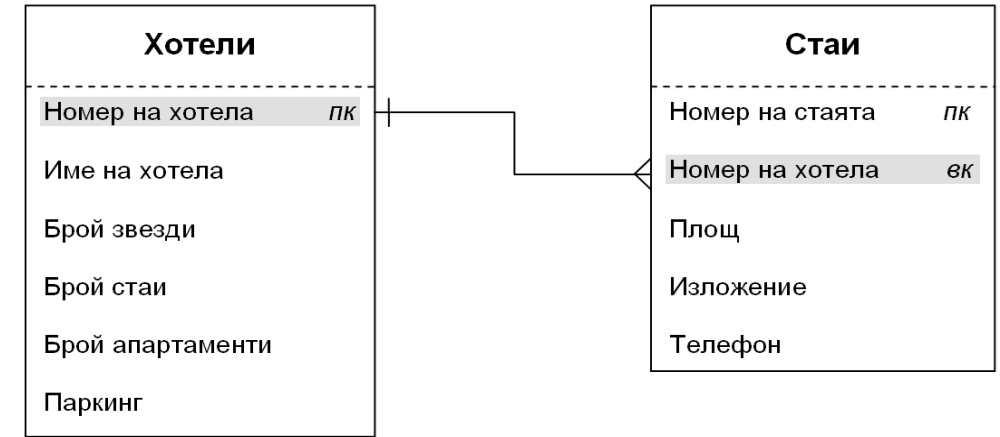 Хотели
Номер на хотела пк
Име на хотела
Брой звезди
Брой стаи
Брой апартаменти
Паркинг
Стаи
Номер на стаята пк
Номер на хотела вк
Площ
Изложение
Телефон